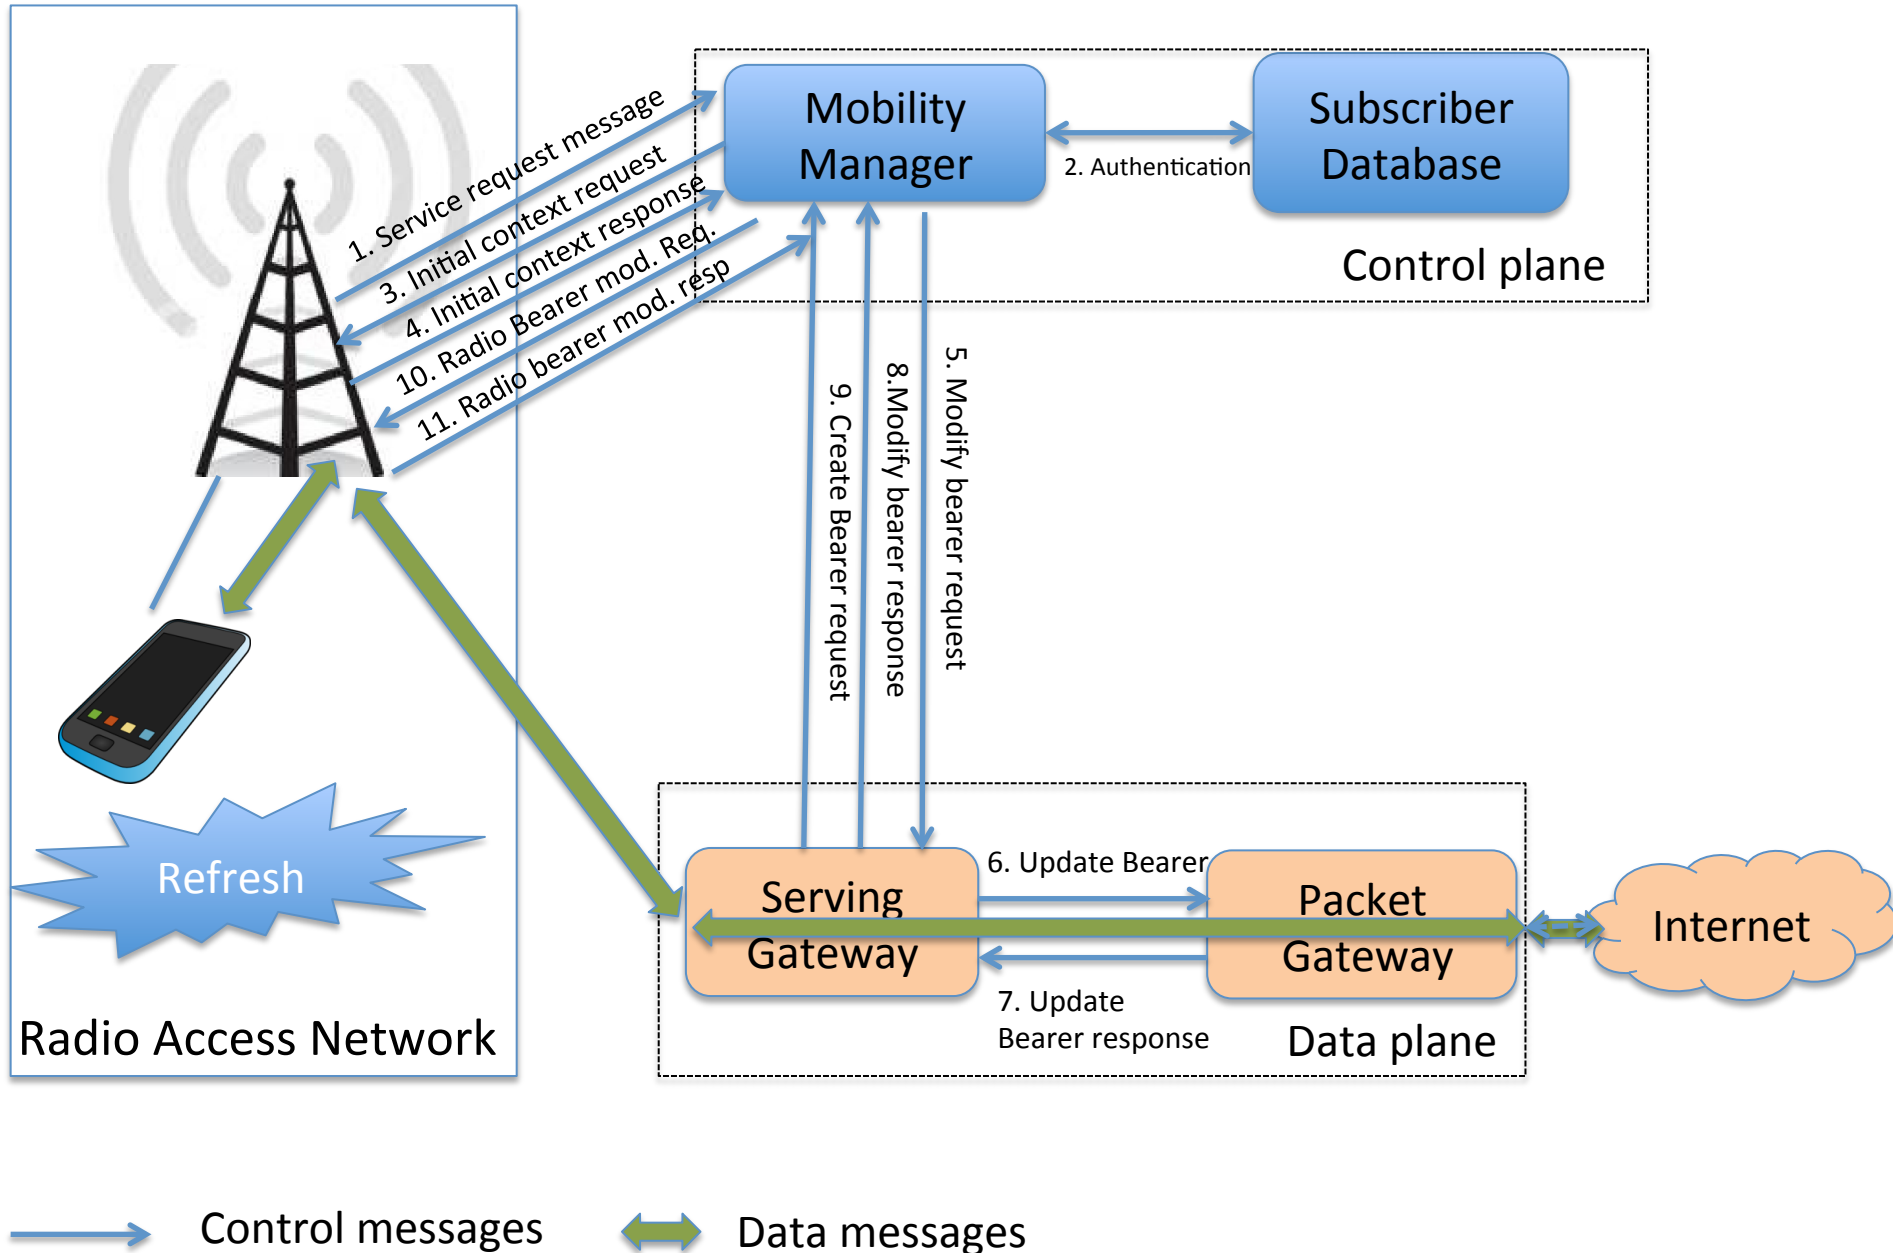 Mobility
Manager
Subscriber
Database
2. Authentication
Control plane
1. Service request message
3. Initial context request
4. Initial context response
10. Radio Bearer mod. Req.
11. Radio bearer mod. resp
9. Create Bearer request
8.Modify bearer response
5. Modify bearer request
Refresh
Radio Access Network
6. Update Bearer
Serving
Gateway
Packet
Gateway
Internet
7. Update
Bearer response
Data plane
Control messages
Data messages